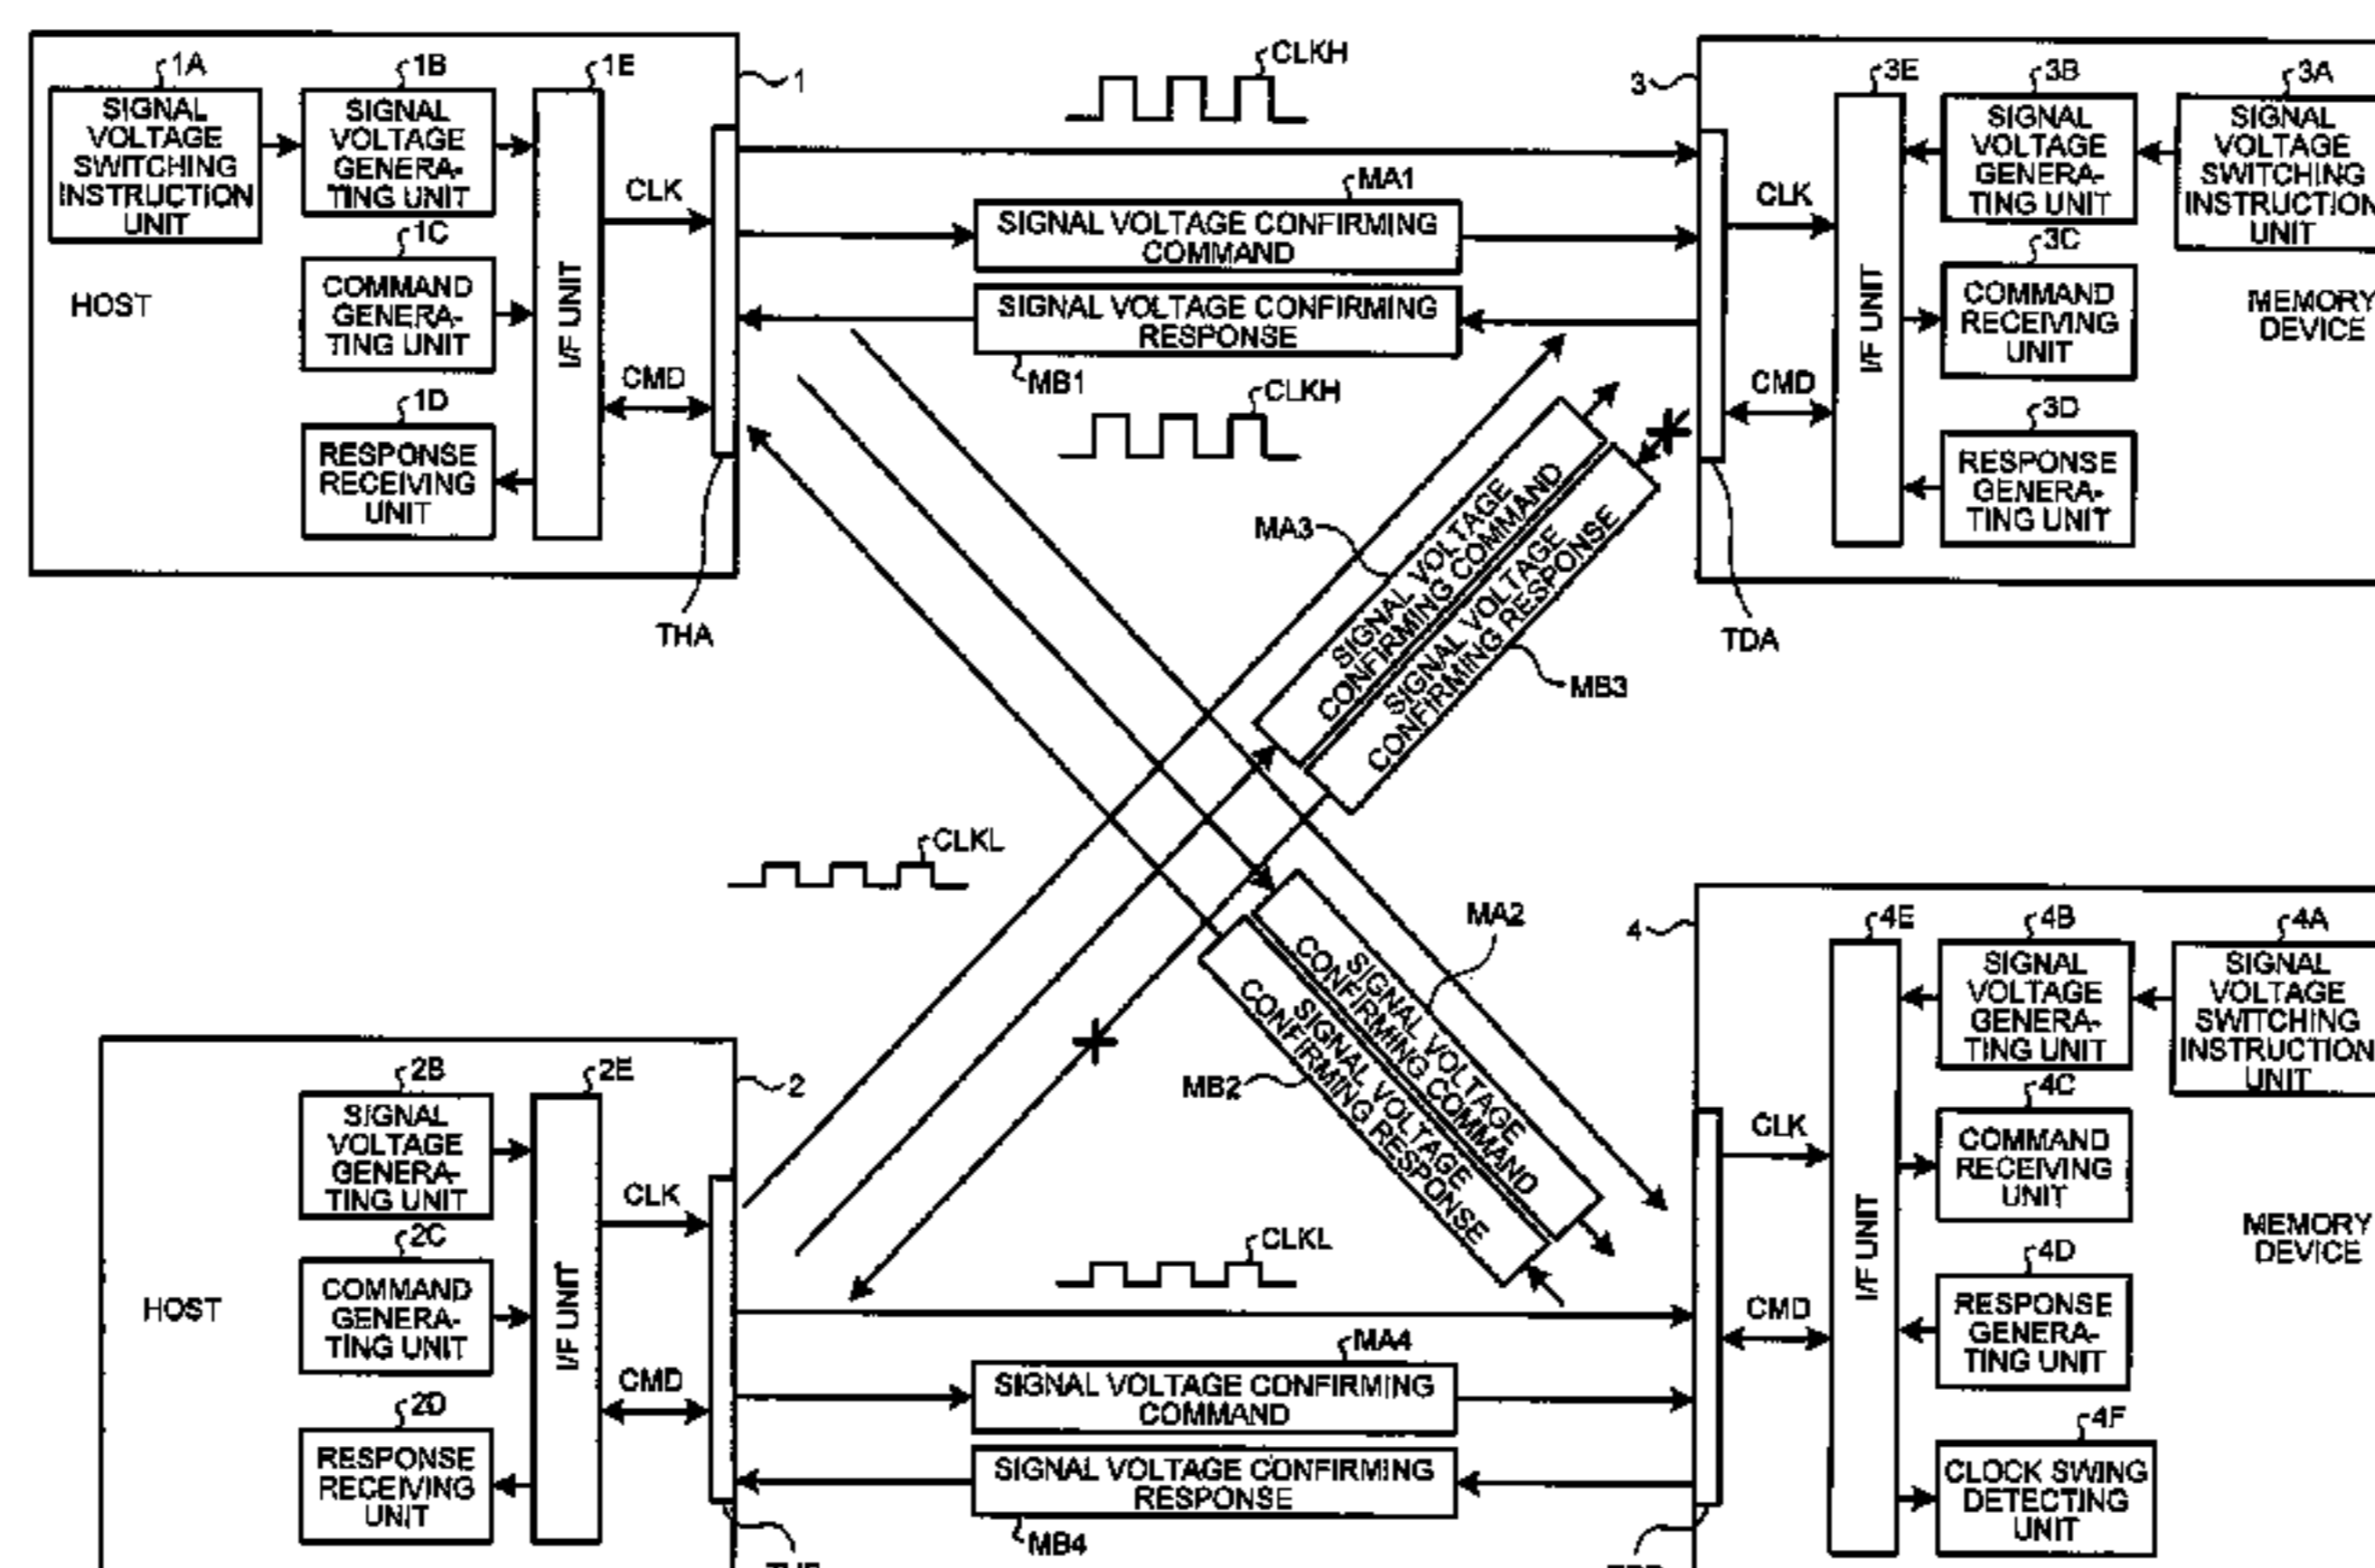 1A
SIGNAL
VOLTAGE
SWITCHING
INSTRUCTION
UNIT
1B
SIGNAL
VOLTAGE
GENERA-
TING UNIT
1C
COMMAND
GENERA-
TING UNIT
1D
RESPONSE
RECEIVING
UNIT
1E
I/F UNIT
HOST
CLK
CMD
1
THA
CLKH
MA1
SIGNAL VOLTAGE CONFIRMING
COMMAND
SIGNAL VOLTAGE CONFIRMING
RESPONSE
MB1
CLKH
3
TDA
CLK
CMD
3E
I/F UNIT
3B
SIGNAL
VOLTAGE
GENERA-
TING UNIT
3C
COMMAND
RECEIVING
UNIT
3D
RESPONSE
GENERA-
TING UNIT
3A
SIGNAL
VOLTAGE
SWITCHING
INSTRUCTION
UNIT
MEMORY
DEVICE
MA3
SIGNAL VOLTAGE
CONFIRMING COMMAND
SIGNAL VOLTAGE
CONFIRMING RESPONSE
MB3
CLKL
MA2
SIGNAL VOLTAGE
CONFIRMING COMMAND
SIGNAL VOLTAGE
CONFIRMING RESPONSE
MB2
2B
SIGNAL
VOLTAGE
GENERA-
TING UNIT
2C
COMMAND
GENERA-
TING UNIT
2D
RESPONSE
RECEIVING
UNIT
2E
I/F UNIT
HOST
CLK
CMD
2
CLKL
MA4
SIGNAL VOLTAGE CONFIRMING
COMMAND
SIGNAL VOLTAGE CONFIRMING
RESPONSE
MB4
4
CLK
CMD
4E
I/F UNIT
4B
SIGNAL
VOLTAGE
GENERA-
TING UNIT
4C
COMMAND
RECEIVING
UNIT
4D
RESPONSE
GENERA-
TING UNIT
4F
CLOCK SWING
DETECTING
UNIT
4A
SIGNAL
VOLTAGE
SWITCHING
INSTRUCTION
UNIT
MEMORY
DEVICE